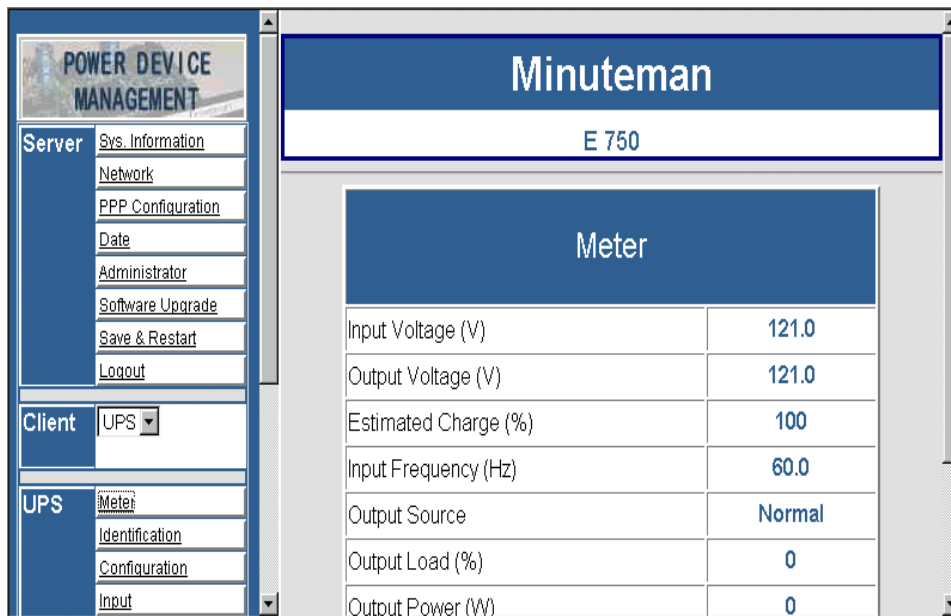 POWER DEVICE
MANAGEMENT
Server
Sys. Information
Network
PPP Configuration
Date
Administrator
Software Upgrade
Save & Restart
Logout
Client
UPS
UPS
Meter
Identification
Configuration
Input
Minuteman
E 750
Meter
Input Voltage (V) 121.0
Output Voltage (V) 121.0
Estimated Charge (%) 100
Input Frequency (Hz) 60.0
Output Source Normal
Output Load (%) 0
Output Power (W) 0